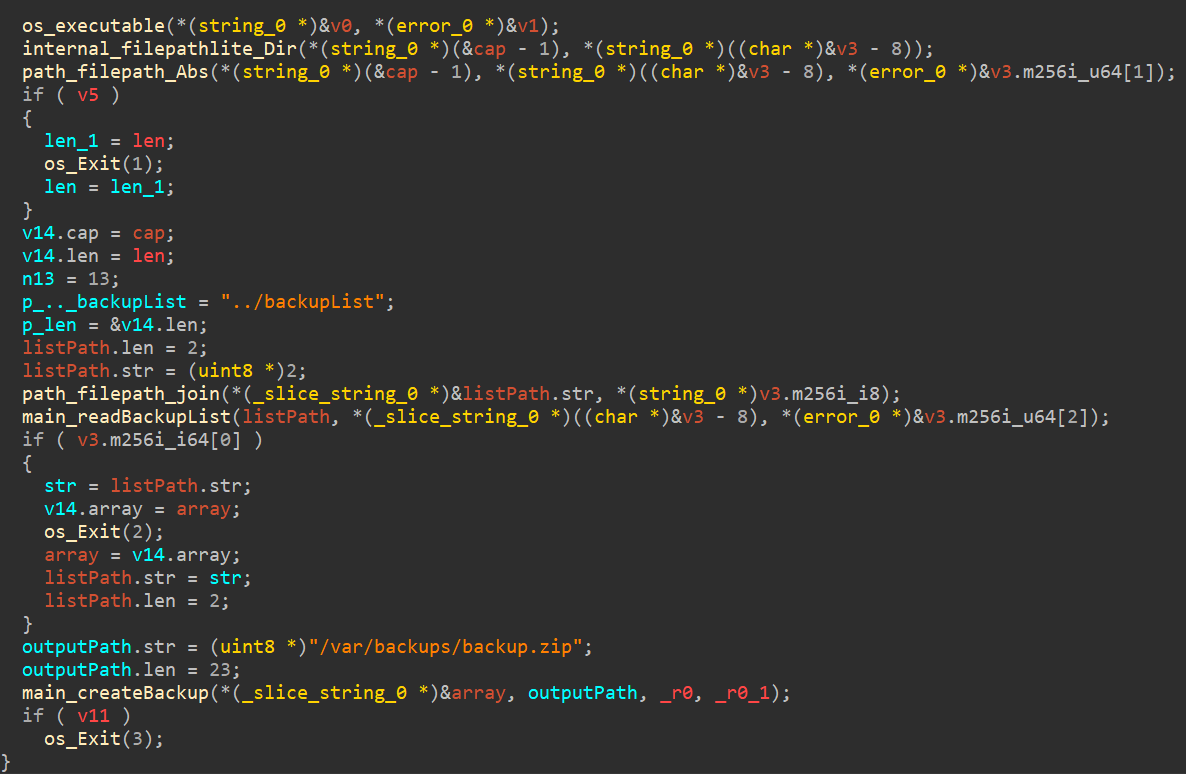 os_executable(*(string_0 *)&v0, *(error_0 *)&v1);
internal_filepathlite_Dir(*(string_0 *)(&cap - 1), *(string_0 *)((char *)&v3 - 8));
path_filepath_Abs(*(string_0 *)(&cap - 1), *(string_0 *)((char *)&v3 - 8), *(error_0 *)&v3.m256i_u64[1]);
if ( v5 )
{
len_1 = len;
os_Exit(1);
len = len_1;
}
v14.cap = cap;
v14.len = len;
n13 = 13;
p_.._backupList = "../backupList";
p_len = &v14.len;
listPath.len = 2;
listPath.str = (uint8 *)2;
path_filepath_join(*(_slice_string_0 *)&listPath.str, *(string_0 *)v3.m256i_i8);
main_readBackupList(listPath, *(_slice_string_0 *)((char *)&v3 - 8), *(error_0 *)&v3.m256i_u64[2]);
if ( v3.m256i_i64[0] )
{
str = listPath.str;
v14.array = array;
os_Exit(2);
array = v14.array;
listPath.str = str;
listPath.len = 2;
}
outputPath.str = (uint8 *)"/var/backups/backup.zip";
outputPath.len = 23;
main_createBackup(*(_slice_string_0 *)&array, outputPath, _r0, _r0_1);
if ( v11 )
os_Exit(3);
}